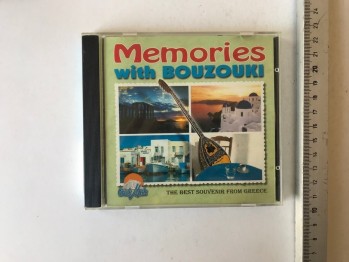 Memories
with BOUZOUKI
THE BEST SOUVENIR FROM GREECE